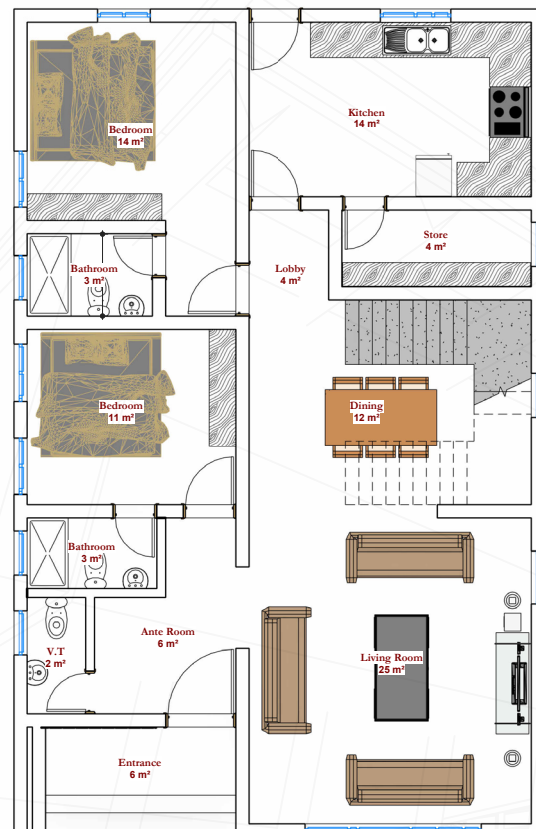 Bedroom
14 m²
Kitchen
14 m²
Store
4 m²
Bathroom
3 m²
Lobby
4 m²
Bedroom
11 m²
Dining
12 m²
Bathroom
3 m²
Ante Room
6 m²
V.T
2 m²
Living Room
25 m²
Entrance
6 m²